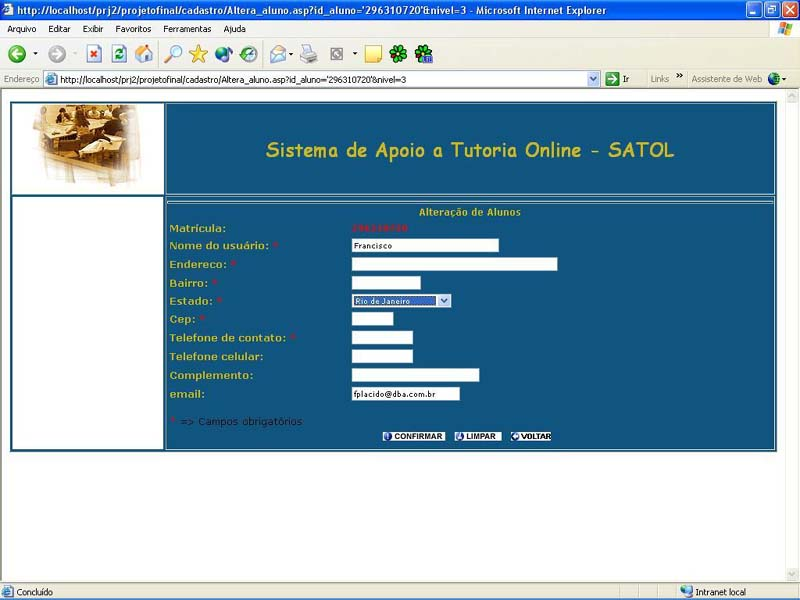 http://localhost/prj2/projetofinal/cadastro/Altera_aluno.asp?id_aluno='296310720'&nivel=3 - Microsoft Internet Explorer
Arquivo Editar Exibir Favoritos Ferramentas Ajuda
Endereço http://localhost/prj2/projetofinal/cadastro/Altera_aluno.asp?id_aluno='296310720'&nivel=3 Ir Links » Assistente de Web
Sistema de Apoio a Tutoria Online - SATOL
Alteração de Alunos
Matrícula: 296310720
Nome do usuário: * Francisco
Endereco: *
Bairro: *
Estado: * Rio de Janeiro
Cep: *
Telefone de contato: *
Telefone celular:
Complemento:
email: fplacido@dba.com.br
* => Campos obrigatórios
CONFIRMAR LIMPAR VOLTAR
Concluído Intranet local